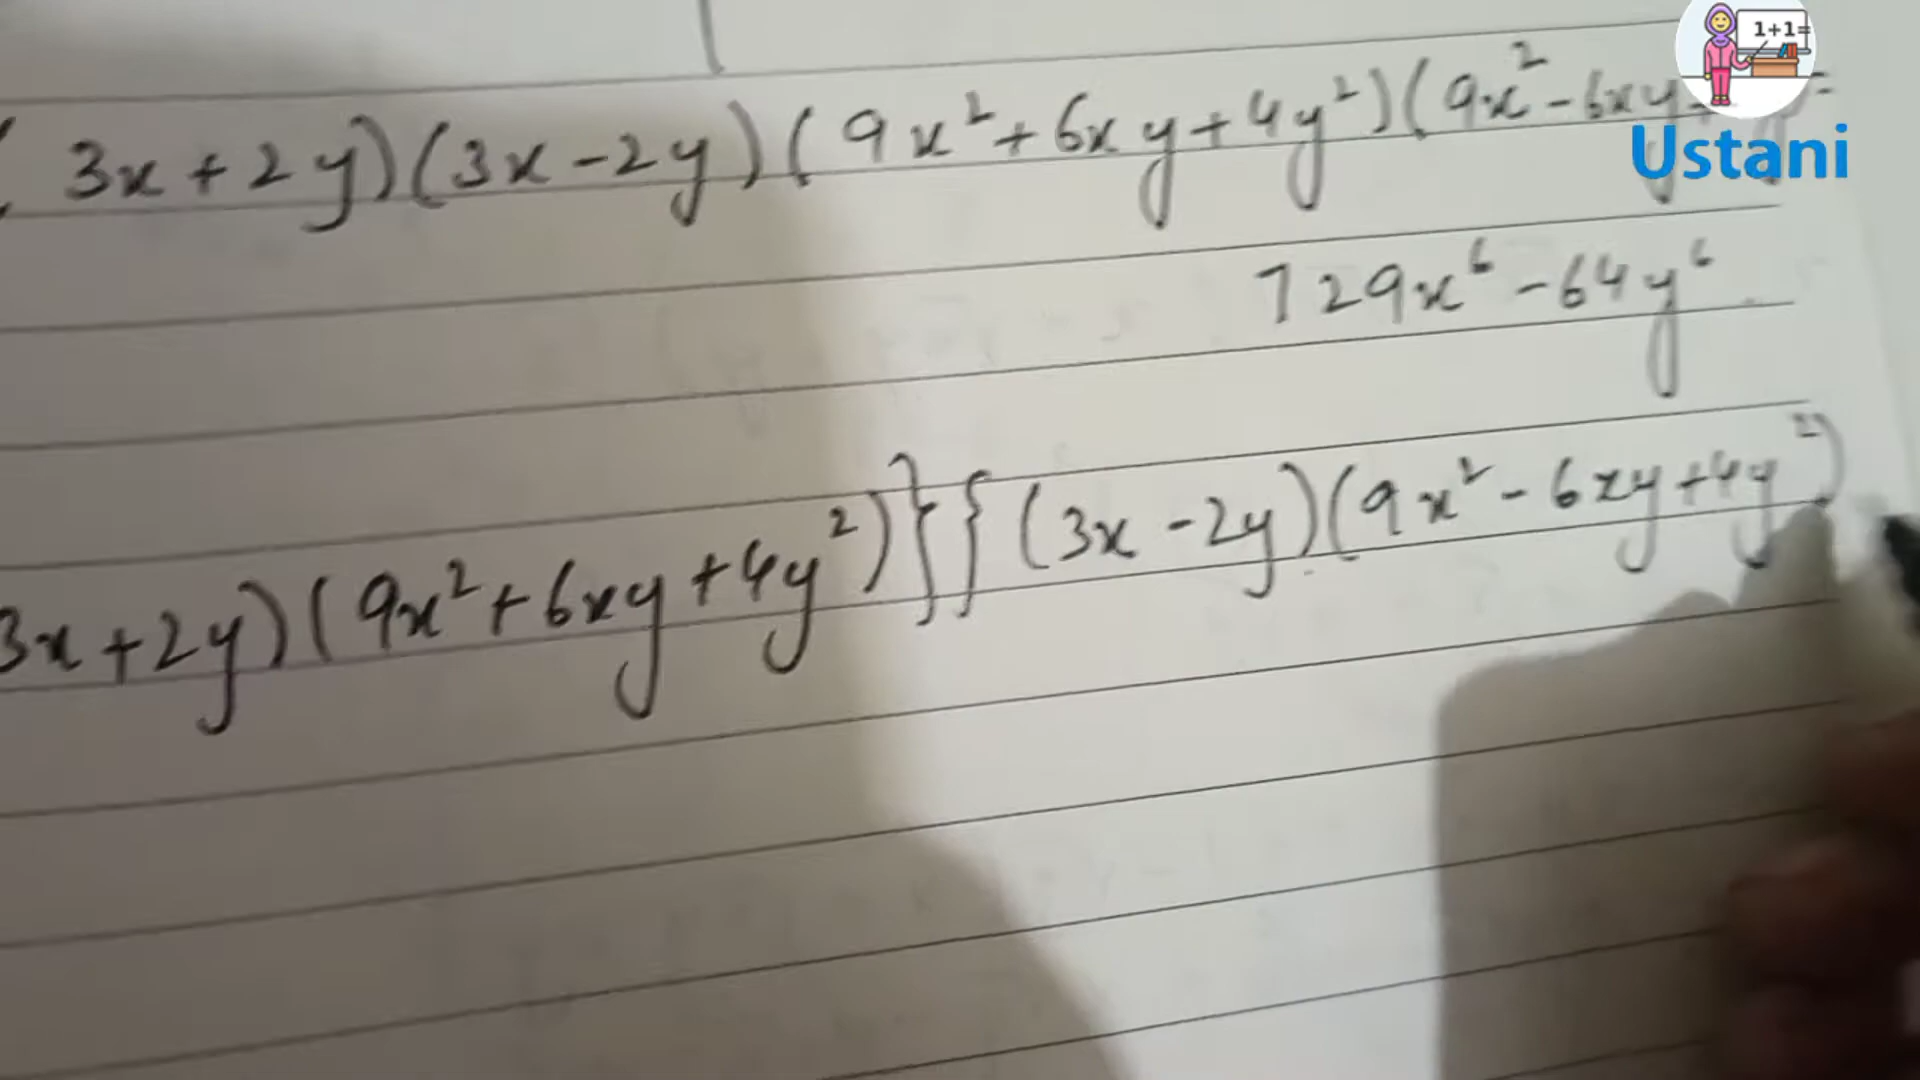 (3x+2y)(3x-2y)(9x²+6xy+4y²)(9x²-6xy =
729x⁶-64y⁶
3x+2y)(9x²+6xy+4y²)}{(3x-2y)(9x²-6xy+4y²)
1+1=
Ustani